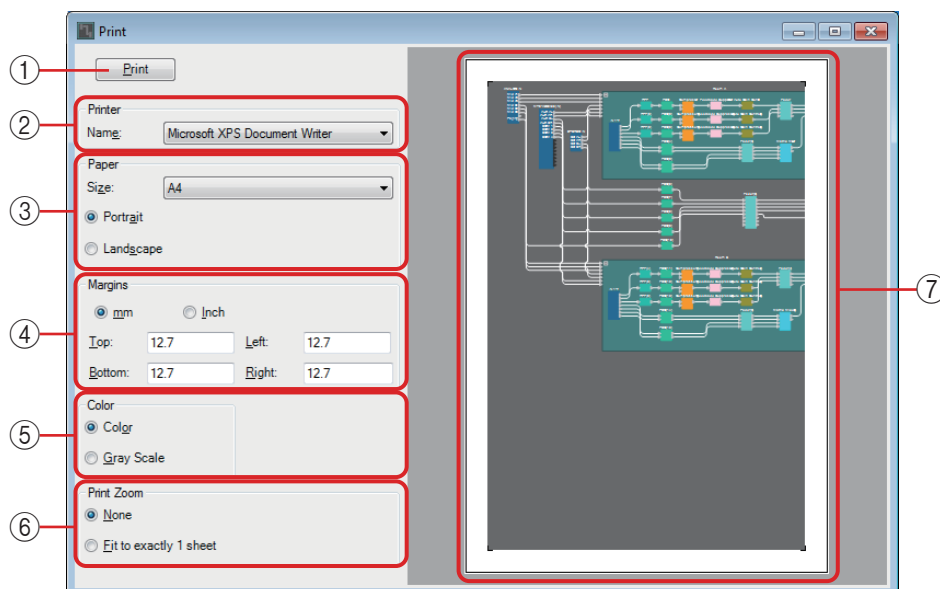 Print
①
Print
②
Printer
Name:
Microsoft XPS Document Writer
③
Paper
Size:
A4
Portrait
Landscape
④
Margins
mm
Inch
Top:
12.7
Left:
12.7
Bottom:
12.7
Right:
12.7
⑤
Color
Color
Gray Scale
⑥
Print Zoom
None
Fit to exactly 1 sheet
⑦